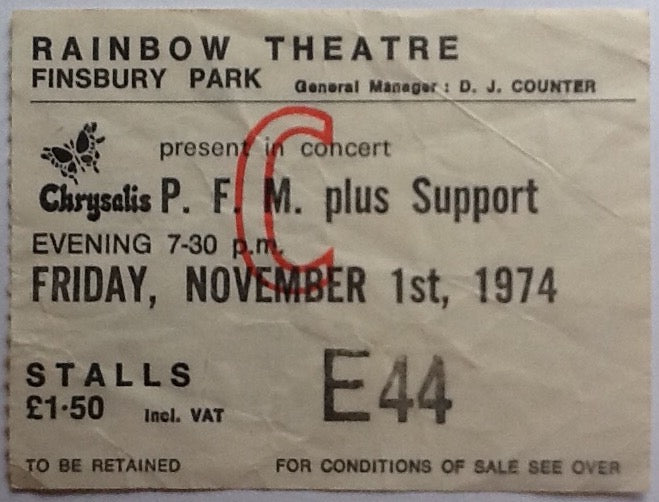 RAINBOW THEATRE
FINSBURY PARK General Manager: D. J. COUNTER
present in concert
Chrysalis P. F. M. plus Support
C
EVENING 7-30 p.m.
FRIDAY, NOVEMBER 1st, 1974
STALLS
£1·50 Incl. VAT
E44
TO BE RETAINED FOR CONDITIONS OF SALE SEE OVER